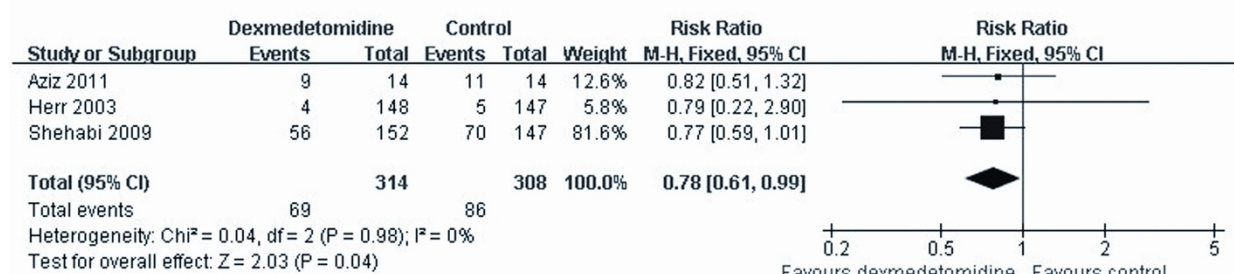 Dexmedetomidine Control Risk Ratio Risk Ratio
Study or Subgroup Events Total Events Total Weight M-H, Fixed, 95% CI M-H, Fixed, 95% CI
Aziz 2011 9 14 11 14 12.6% 0.82 [0.51, 1.32]
Herr 2003 4 148 5 147 5.8% 0.79 [0.22, 2.90]
Shehabi 2009 56 152 70 147 81.6% 0.77 [0.59, 1.01]
Total (95% CI) 314 308 100.0% 0.78 [0.61, 0.99]
Total events 69 86
Heterogeneity: Chi² = 0.04, df = 2 (P = 0.98); I² = 0%
Test for overall effect: Z = 2.03 (P = 0.04)
0.2 0.5 1 2 5
Favours dexmedetomidine Favours control